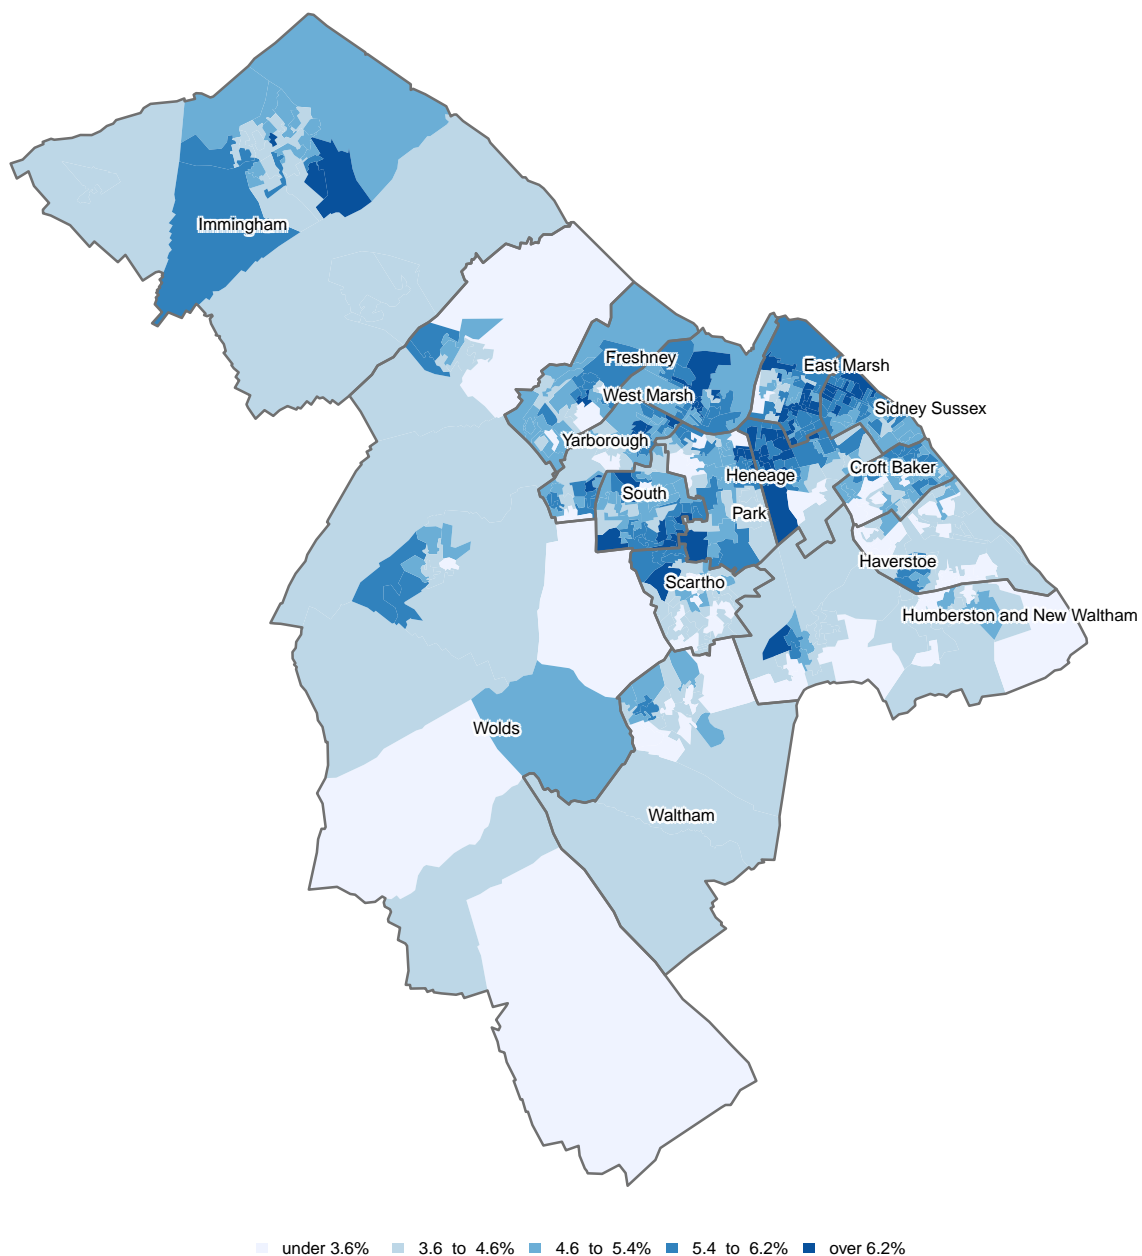 Immingham
Freshney
East Marsh
West Marsh
Sidney Sussex
Yarborough
Croft Baker
Heneage
South
Park
Haverstoe
Scartho
Humberston and New Waltham
Wolds
Waltham
under 3.6% 3.6 to 4.6% 4.6 to 5.4% 5.4 to 6.2% over 6.2%